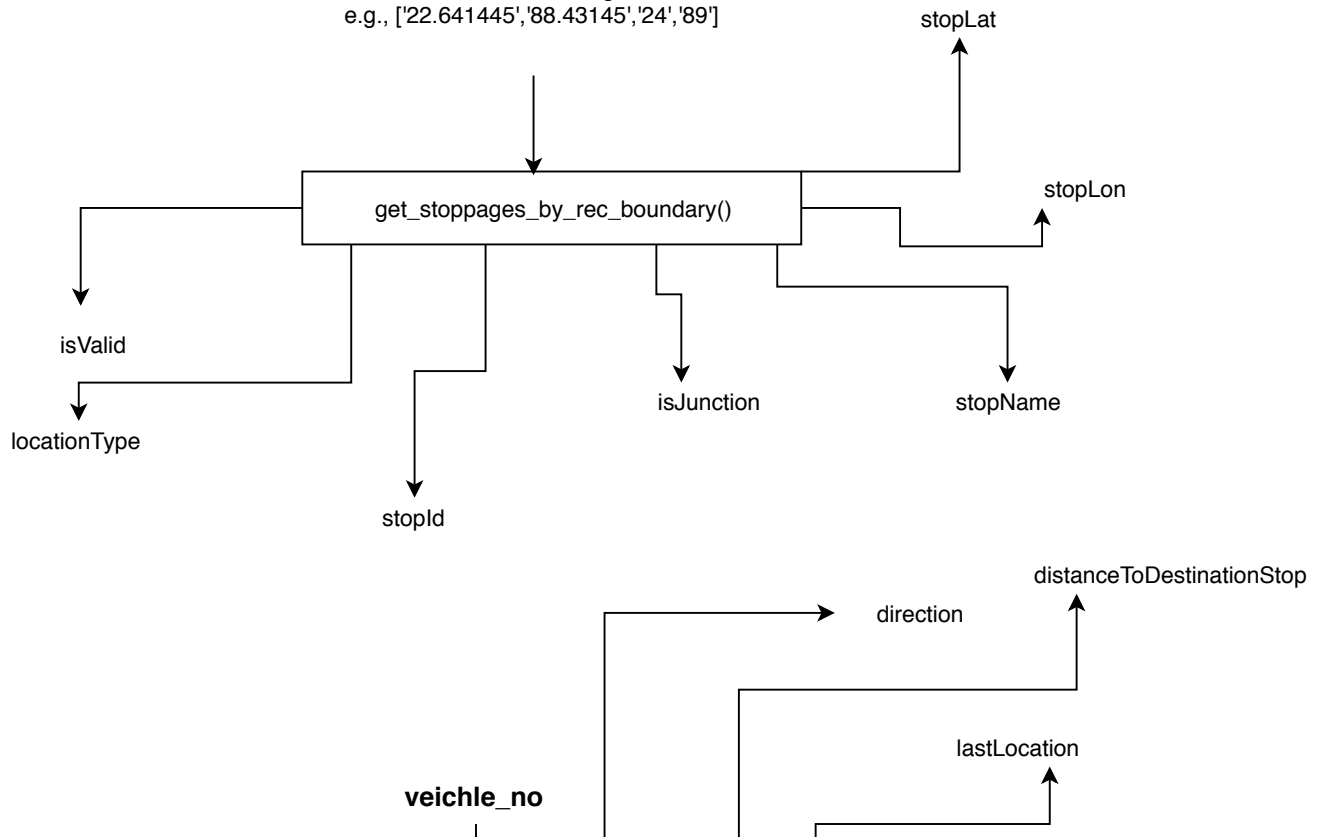 e.g., ['22.641445','88.43145','24','89']
stopLat
stopLon
get_stoppages_by_rec_boundary()
isValid
isJunction
stopName
locationType
stopId
distanceToDestinationStop
direction
lastLocation
veichle_no